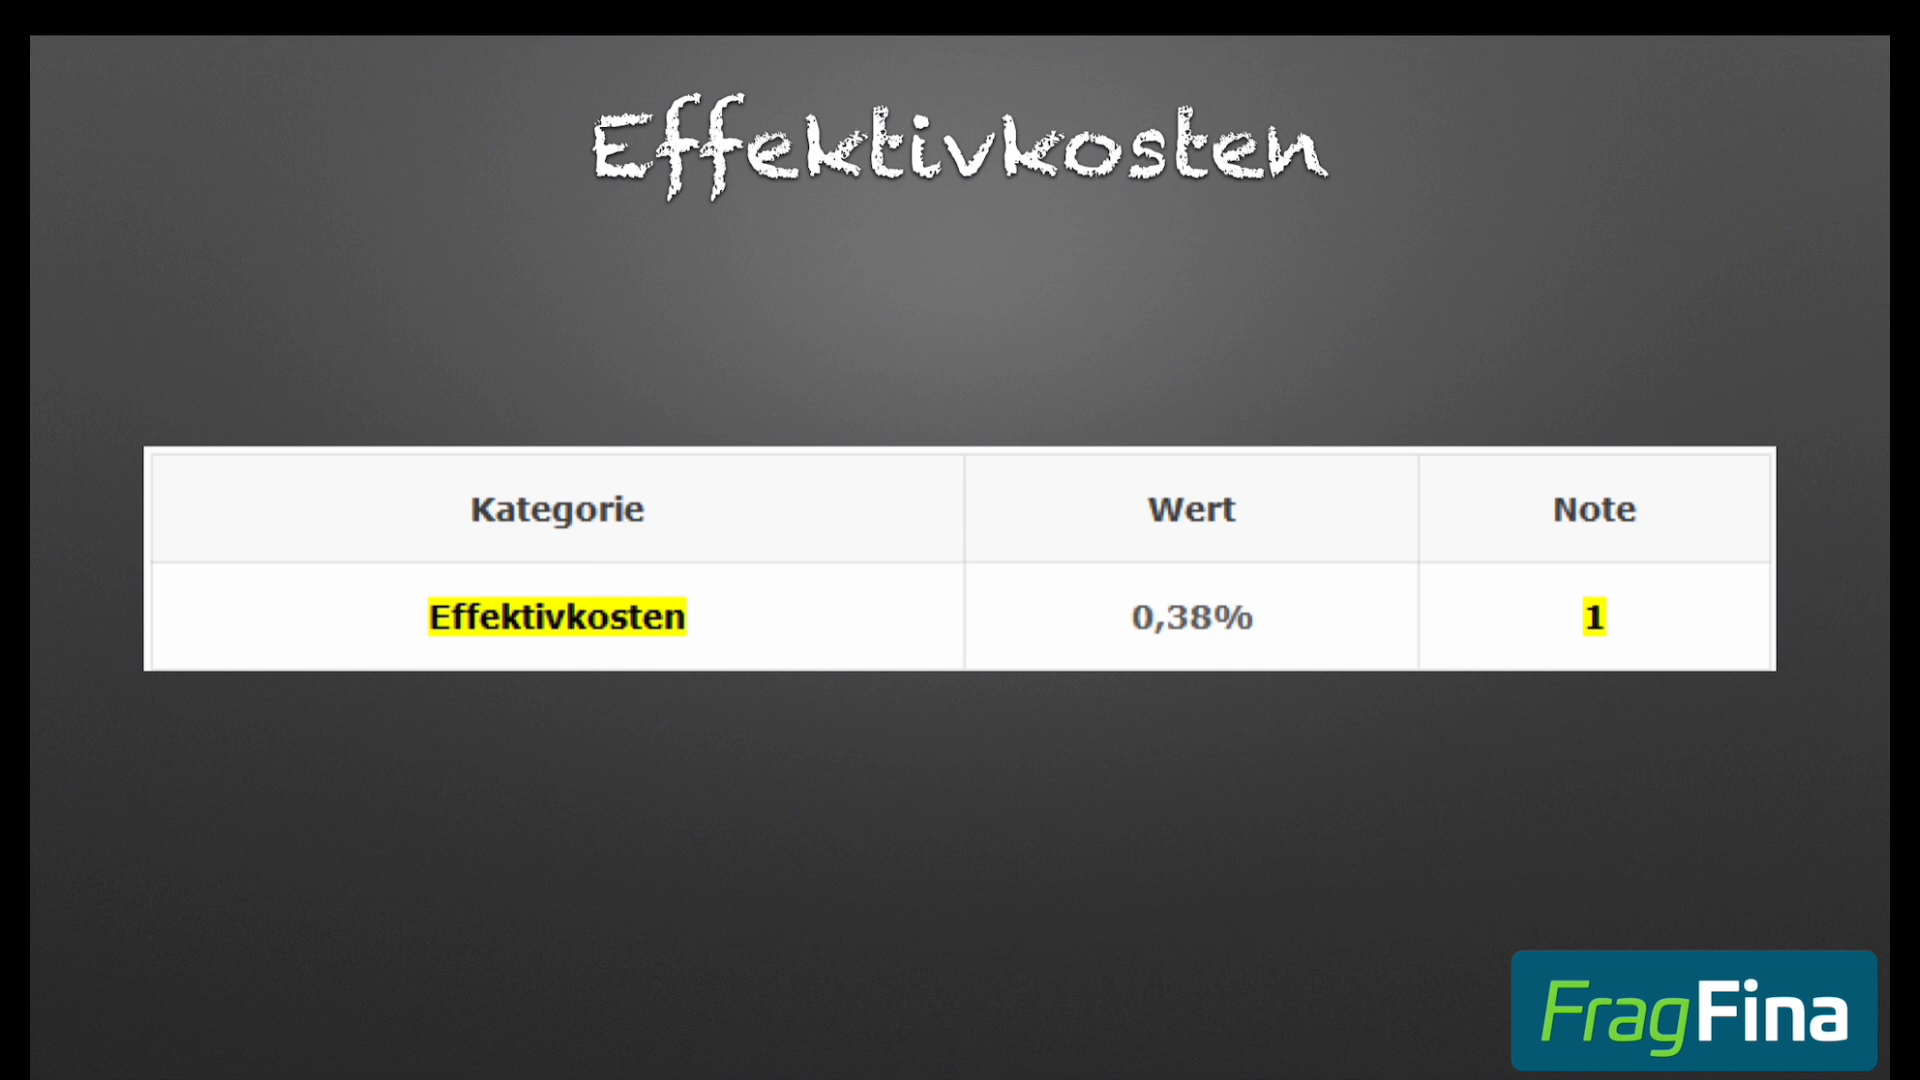 Effektivkosten
Kategorie Wert Note
Effektivkosten 0,38% 1
FragFina